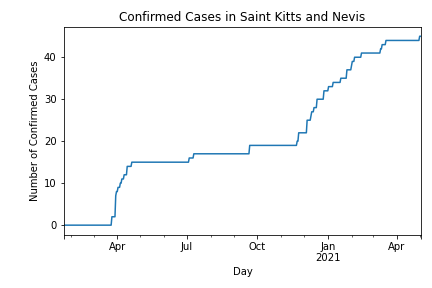 Confirmed Cases in Saint Kitts and Nevis
Number of Confirmed Cases
40
30
20
10
0
Apr
Jul
Oct
Jan
2021
Apr
Day